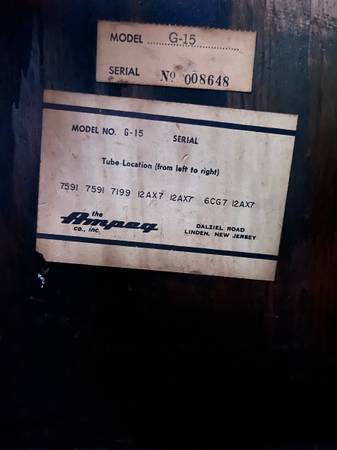 MODEL G-15
SERIAL Nº 008648
MODEL NO. G-15 SERIAL
Tube Location (from left to right)
7591 7591 7199 12AX7 12AX7 6CG7 12AX7
the
Ampeg
co., inc.
DALZIEL ROAD
LINDEN, NEW JERSEY